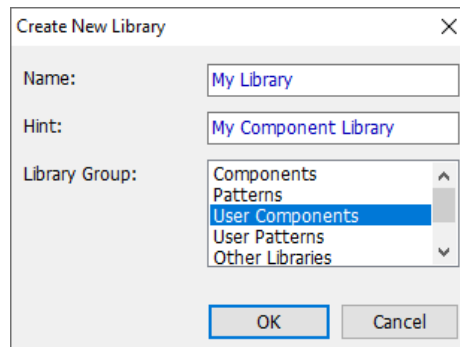 Create New Library
Name: My Library
Hint: My Component Library
Library Group: Components
Patterns
User Components
User Patterns
Other Libraries
OK Cancel